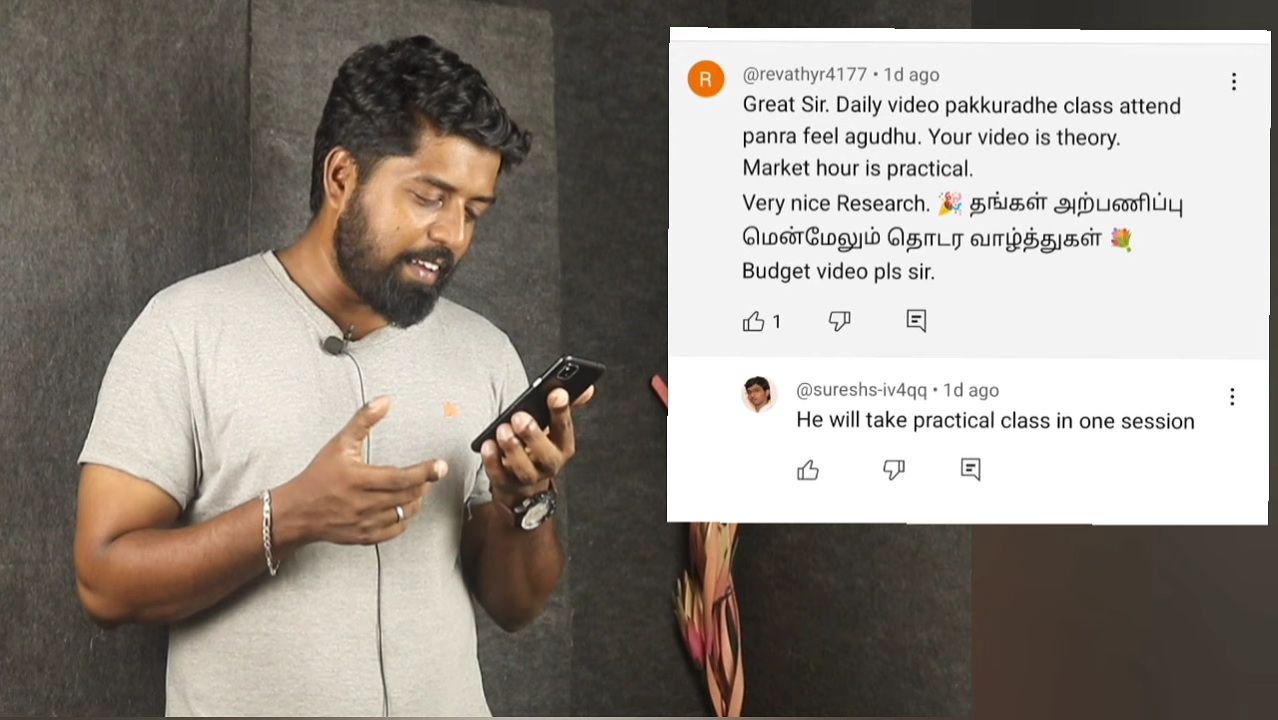 R
@revathyr4177 • 1d ago
Great Sir. Daily video pakkuradhe class attend
panra feel agudhu. Your video is theory.
Market hour is practical.
Very nice Research. 🎉 தங்கள் அற்பணிப்பு
மென்மேலும் தொடர வாழ்த்துகள் 💐
Budget video pls sir.
1
@sureshs-iv4qq • 1d ago
He will take practical class in one session